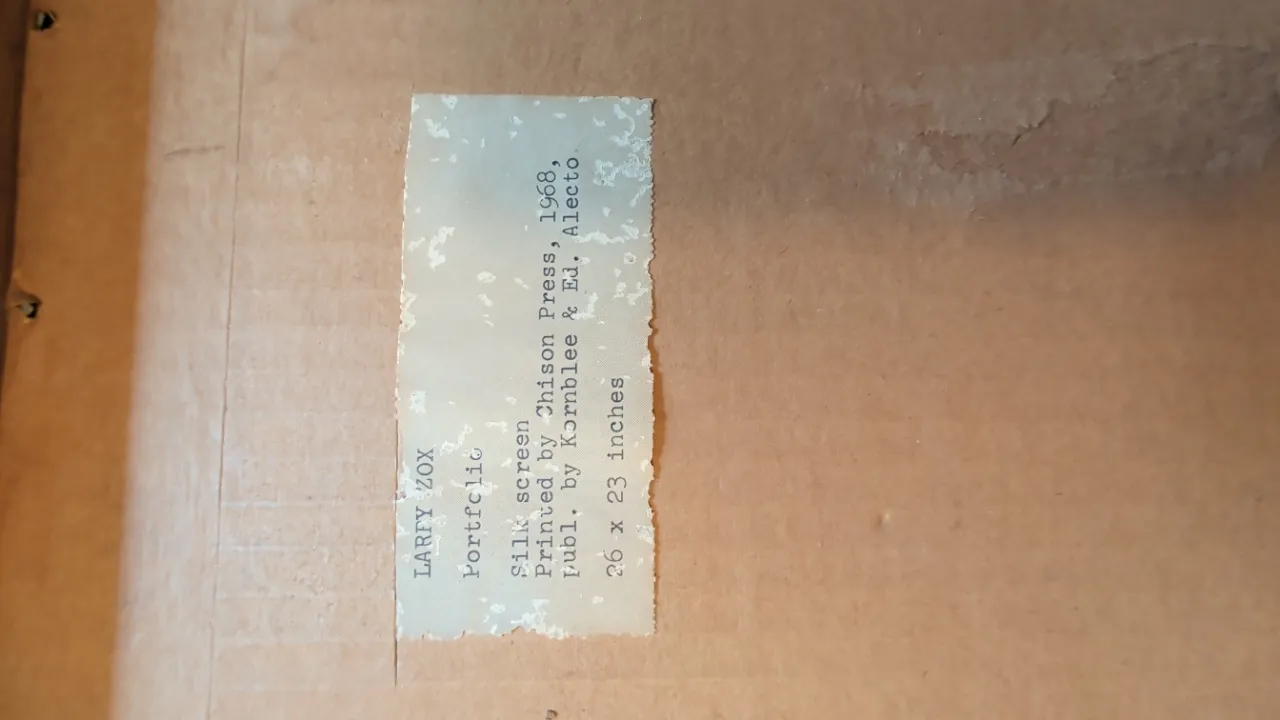 LARRY ZOX
Portfolio
Silk screen
Printed by Chison Press, 1968,
publ. by Kornblee & Ed. Alecto
26 x 23 inches